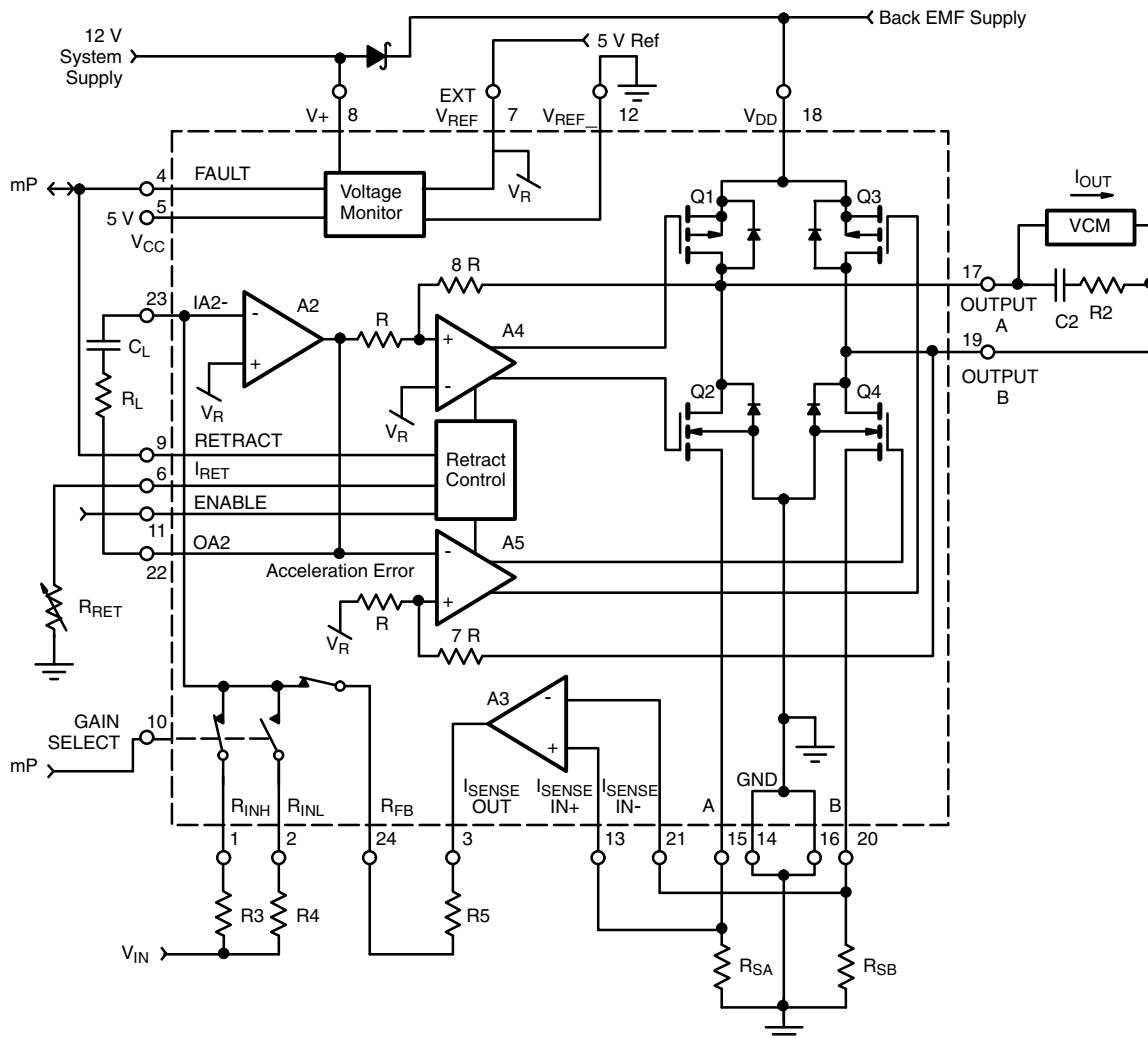 Back EMF Supply
12 V
System
Supply
5 V Ref
EXT
V+ 8 VREF 7 VREF_ 12 VDD 18
mP 4 FAULT
Voltage
Monitor
VR
5 V 5
VCC
Q1 Q3
IOUT
VCM
8 R
17
OUTPUT
A
C2 R2
23 IA2- - A2
+
VR
R
+ A4
-
VR
19
OUTPUT
B
CL
RL
Q2 Q4
9 RETRACT
6 IRET
Retract
Control
ENABLE
11
OA2
22
Acceleration Error
- A5
+
VR
R
7 R
RRET
A3 -
+
GAIN
SELECT
10
mP
RINH RINL RFB
ISENSE
OUT
ISENSE
IN+
ISENSE
IN-
A GND B
1 2 24 3 13 21 15 14 16 20
R3 R4 R5
VIN
RSA RSB